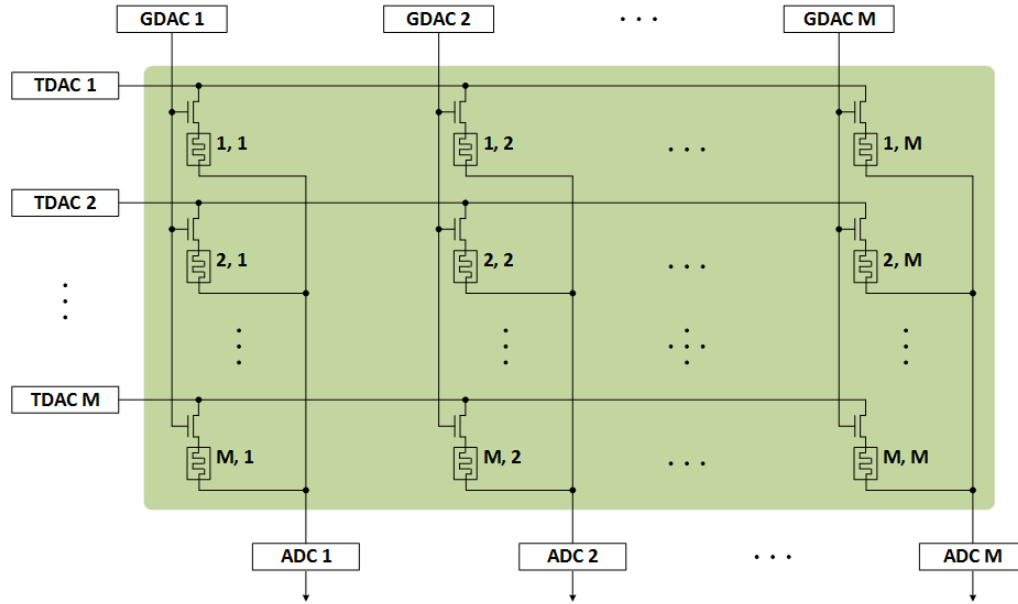 GDAC 1 GDAC 2 ... GDAC M
TDAC 1
1, 1 1, 2 ... 1, M
TDAC 2
2, 1 2, 2 ... 2, M
TDAC M
M, 1 M, 2 ... M, M
ADC 1 ADC 2 ... ADC M